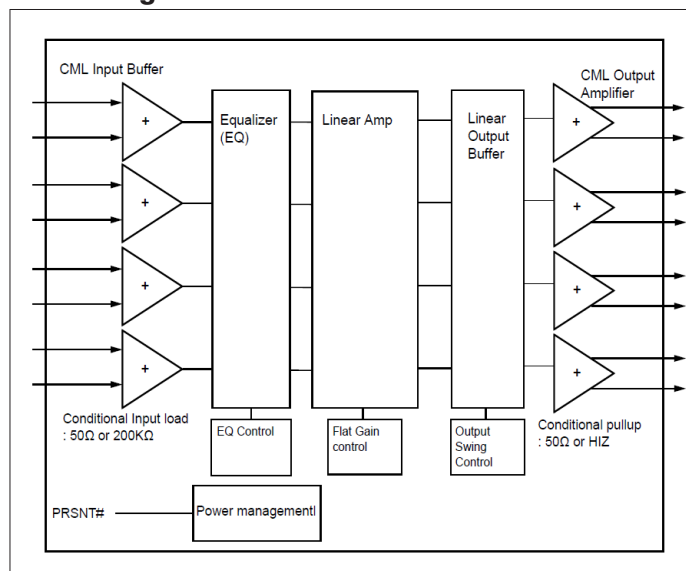 CML Input Buffer
CML Output
Amplifier
+
+
+
+
Equalizer
(EQ)
Linear Amp
Linear
Output
Buffer
+
+
+
+
Conditional Input load
: 50Ω or 200KΩ
EQ Control
Flat Gain
control
Output
Swing
Control
Conditional pullup
: 50Ω or HIZ
PRSNT#
Power managementl